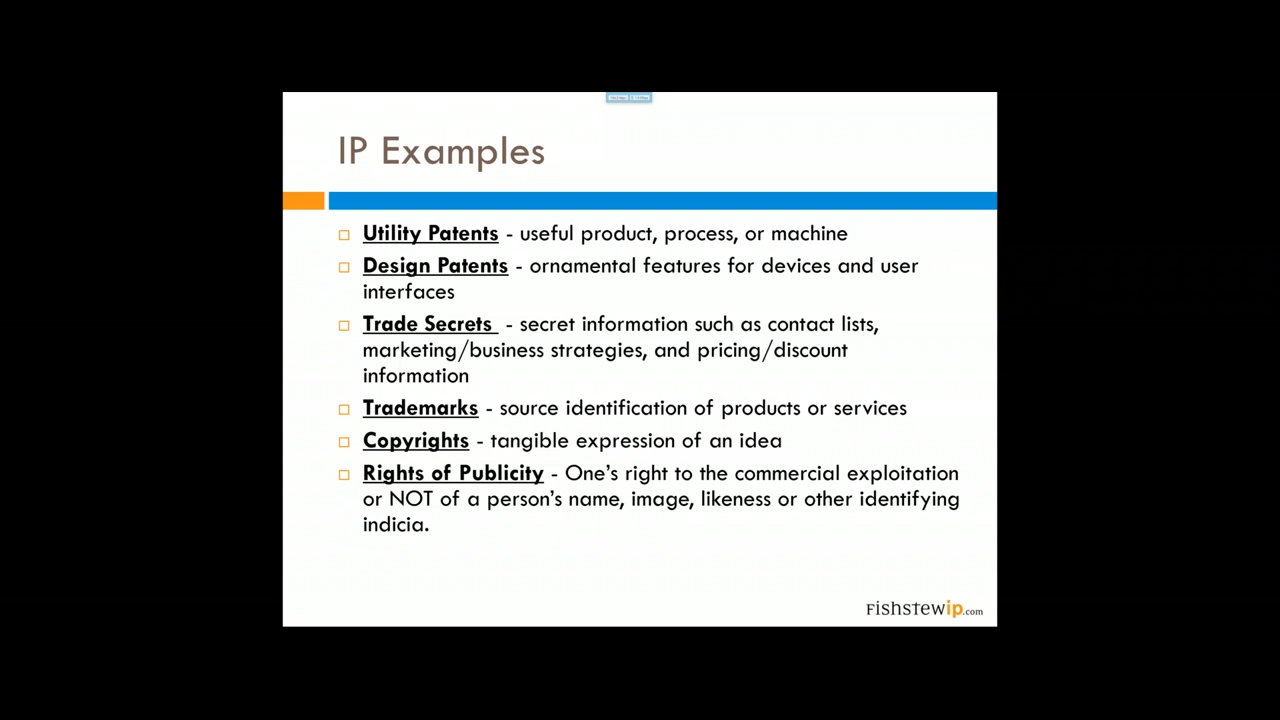 IP Examples
Utility Patents - useful product, process, or machine
Design Patents - ornamental features for devices and user
interfaces
Trade Secrets - secret information such as contact lists,
marketing/business strategies, and pricing/discount
information
Trademarks - source identification of products or services
Copyrights - tangible expression of an idea
Rights of Publicity - One's right to the commercial exploitation
or NOT of a person's name, image, likeness or other identifying
indicia.
Fishstewip.com